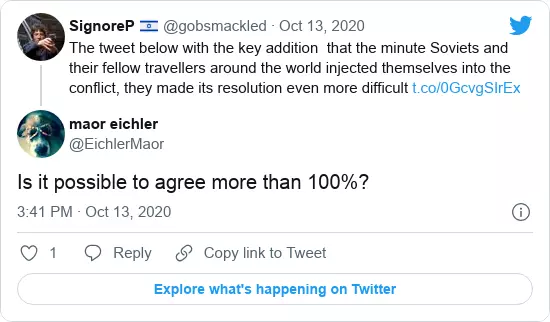 SignoreP 🇮🇱 @gobsmackled · Oct 13, 2020
The tweet below with the key addition that the minute Soviets and
their fellow travellers around the world injected themselves into the
conflict, they made its resolution even more difficult t.co/0GcvgSIrEx
maor eichler
@EichlerMaor
Is it possible to agree more than 100%?
3:41 PM · Oct 13, 2020
1 Reply Copy link to Tweet
Explore what's happening on Twitter